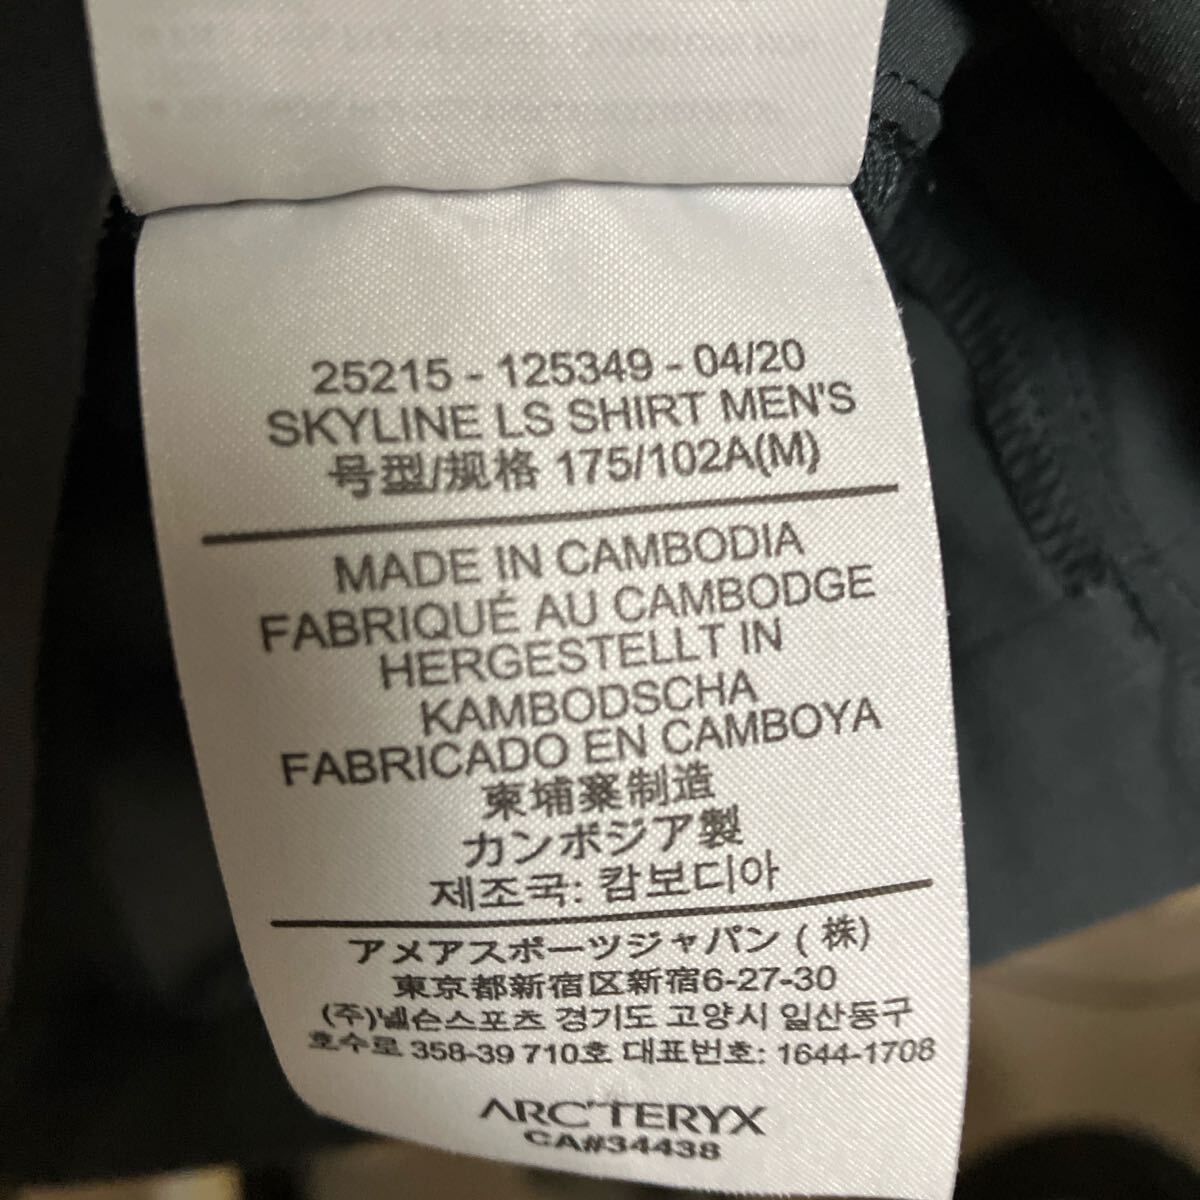 25215 - 125349 - 04/20
SKYLINE LS SHIRT MEN'S
号型/规格 175/102A(M)
MADE IN CAMBODIA
FABRIQUÉ AU CAMBODGE
HERGESTELLT IN
KAMBODSCHA
FABRICADO EN CAMBOYA
柬埔寨制造
カンボジア製
제조국: 캄보디아
アメアスポーツジャパン ( 株)
東京都新宿区新宿6-27-30
(주)넬슨스포츠 경기도 고양시 일산동구
호수로 358-39 710호 대표번호: 1644-1708
ARC'TERYX
CA#34438